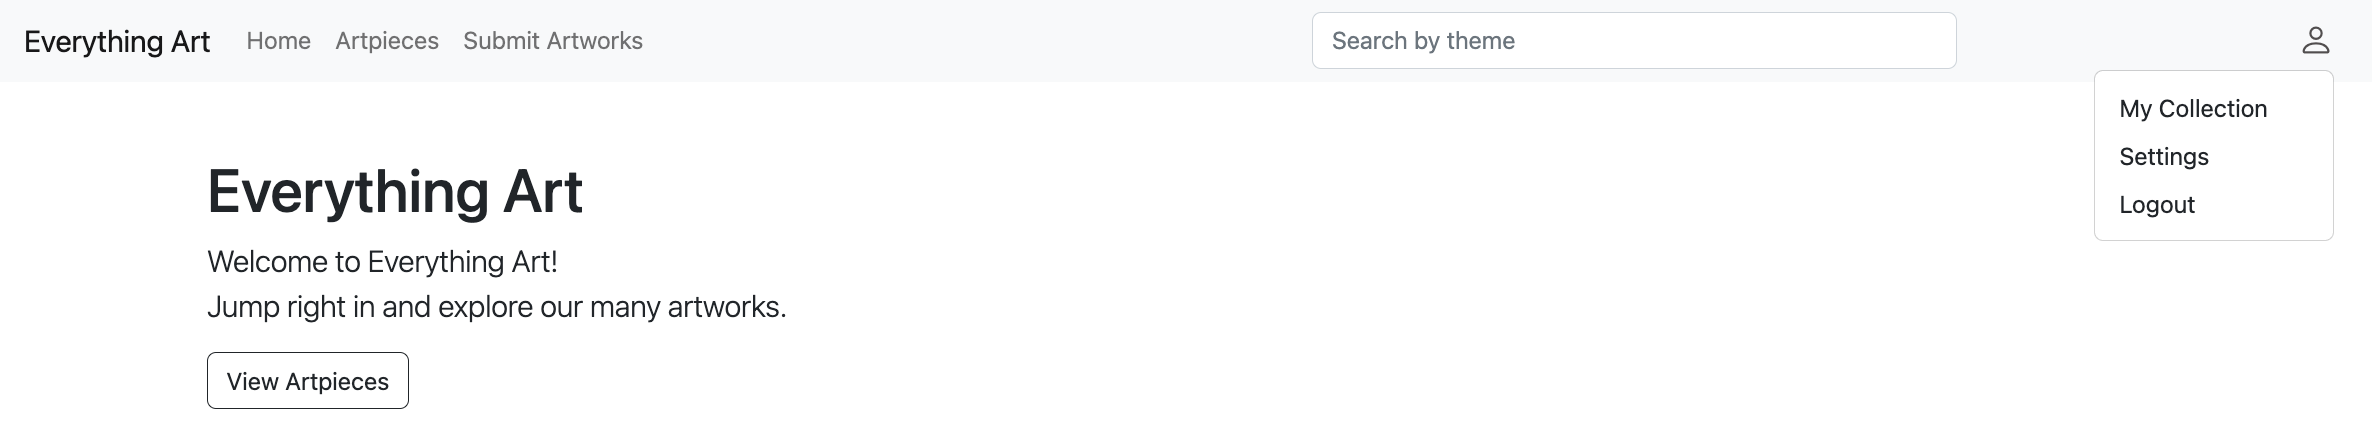 Everything Art Home Artpieces Submit Artworks Search by theme
My Collection
Settings
Logout
Everything Art
Welcome to Everything Art!
Jump right in and explore our many artworks.
View Artpieces